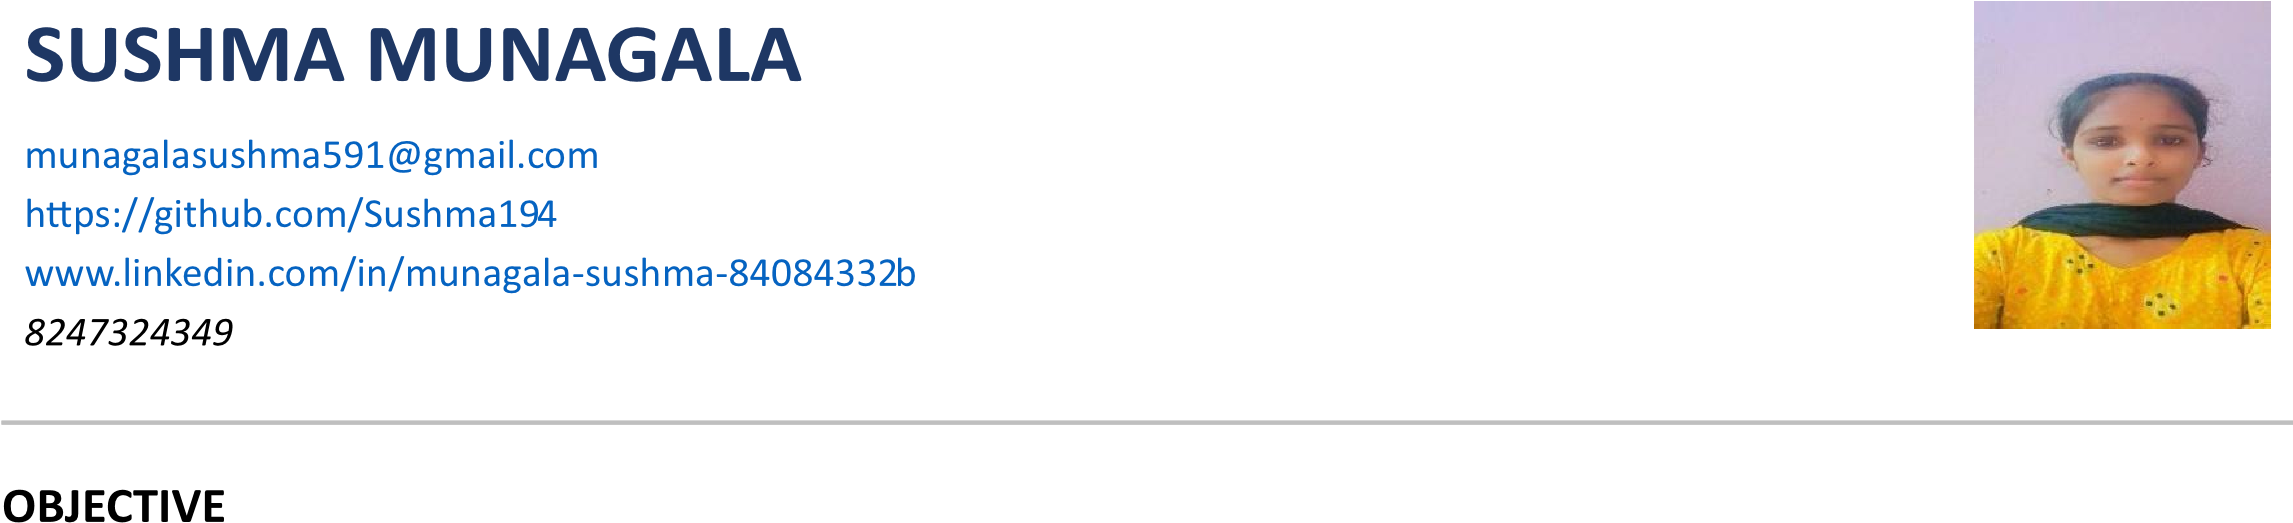 SUSHMA MUNAGALA
munagalasushma591@gmail.com
https://github.com/Sushma194
www.linkedin.com/in/munagala-sushma-84084332b
8247324349
OBJECTIVE